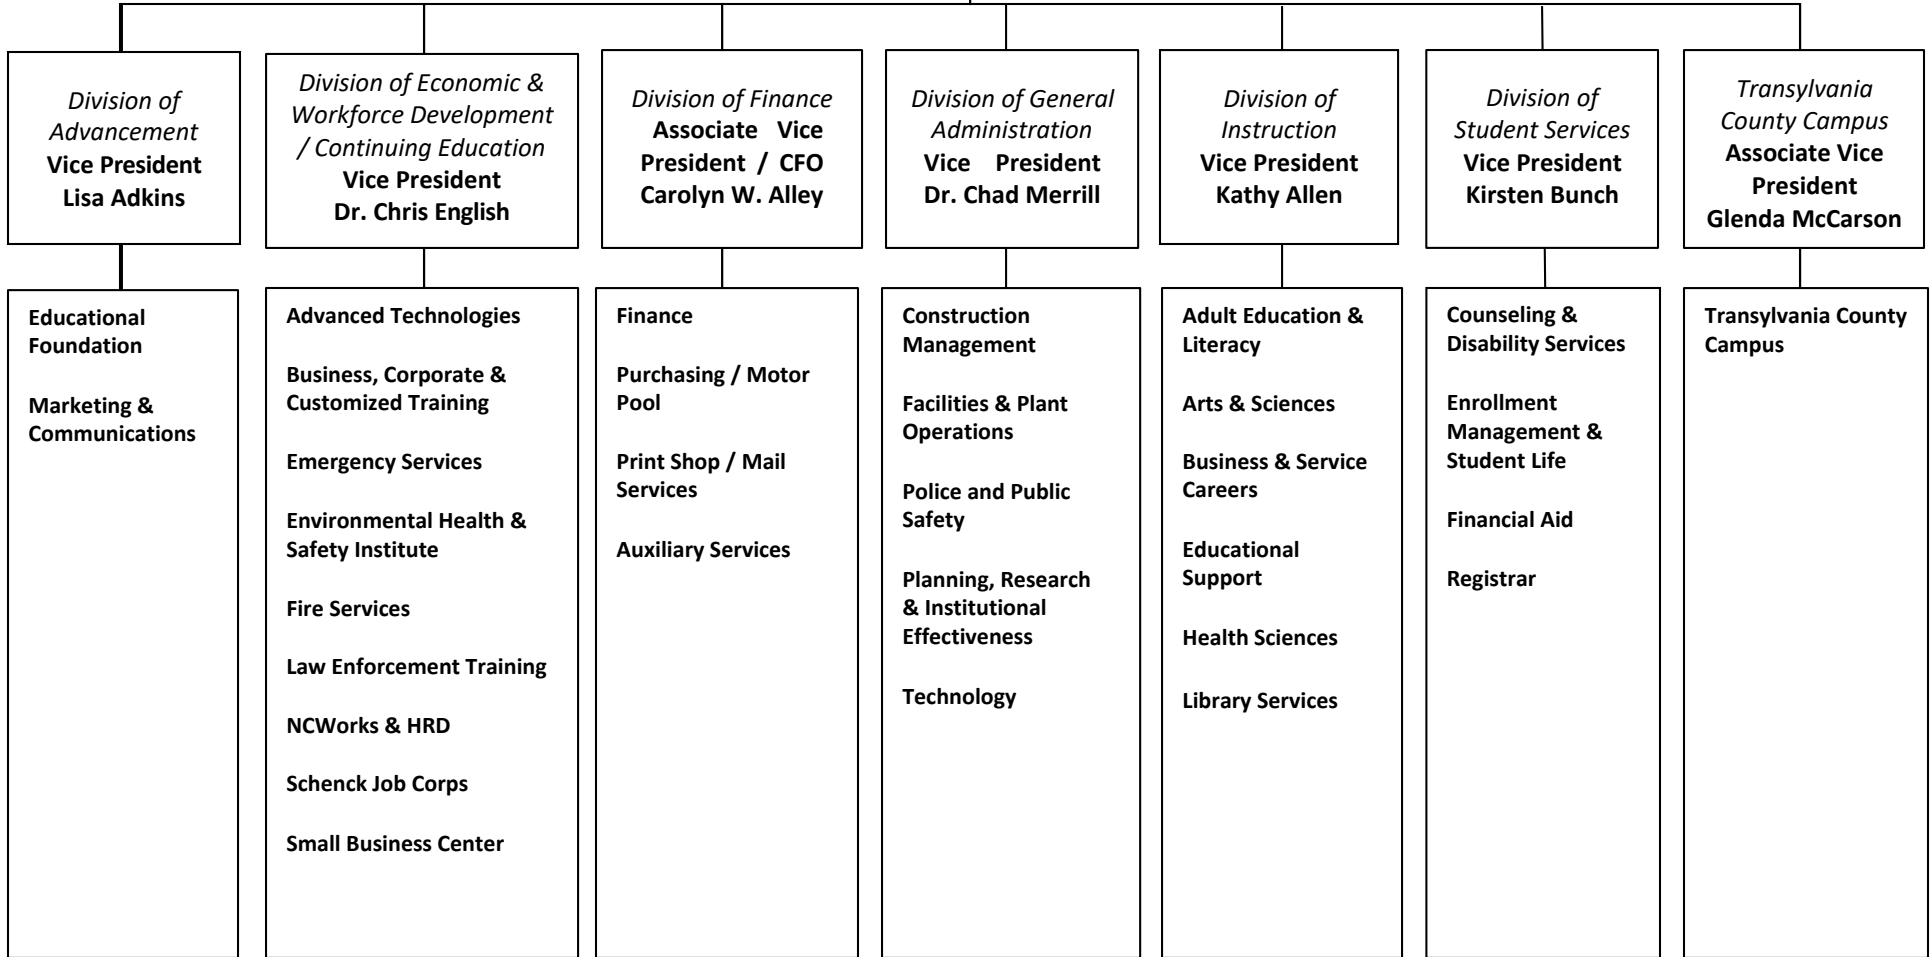 Division of
Advancement
Vice President
Lisa Adkins
Division of Economic &
Workforce Development
/ Continuing Education
Vice President
Dr. Chris English
Division of Finance
Associate Vice
President / CFO
Carolyn W. Alley
Division of General
Administration
Vice President
Dr. Chad Merrill
Division of
Instruction
Vice President
Kathy Allen
Division of
Student Services
Vice President
Kirsten Bunch
Transylvania
County Campus
Associate Vice
President
Glenda McCarson
Educational
Foundation
Marketing &
Communications
Advanced Technologies
Business, Corporate &
Customized Training
Emergency Services
Environmental Health &
Safety Institute
Fire Services
Law Enforcement Training
NCWorks & HRD
Schenck Job Corps
Small Business Center
Finance
Purchasing / Motor
Pool
Print Shop / Mail
Services
Auxiliary Services
Construction
Management
Facilities & Plant
Operations
Police and Public
Safety
Planning, Research
& Institutional
Effectiveness
Technology
Adult Education &
Literacy
Arts & Sciences
Business & Service
Careers
Educational
Support
Health Sciences
Library Services
Counseling &
Disability Services
Enrollment
Management &
Student Life
Financial Aid
Registrar
Transylvania County
Campus